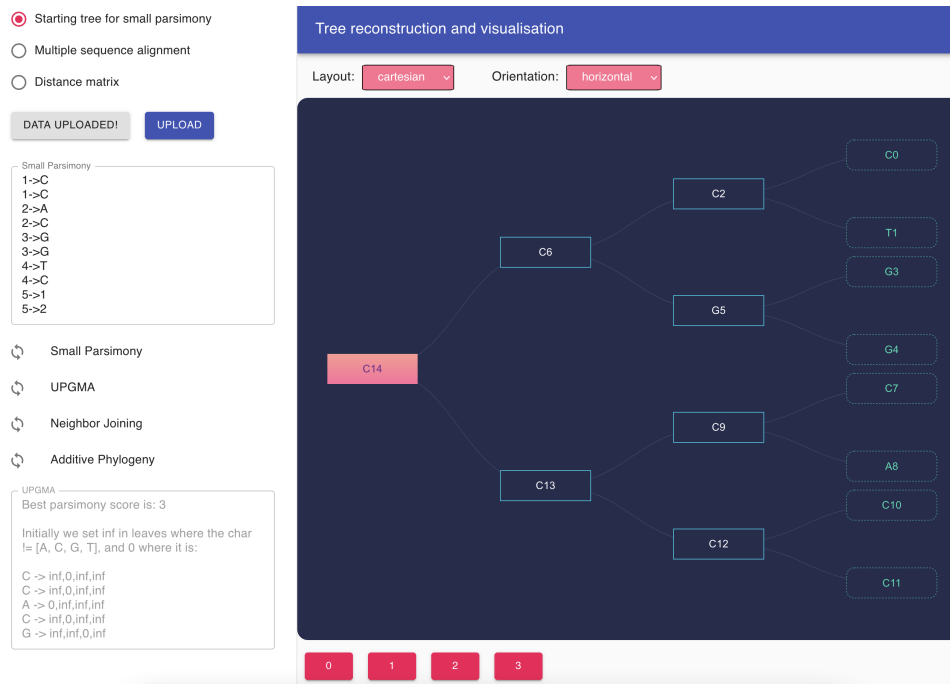 Starting tree for small parsimony
Multiple sequence alignment
Distance matrix
DATA UPLOADED!
UPLOAD
Small Parsimony
1->C
1->C
2->A
2->C
3->G
3->G
4->T
4->C
5->1
5->2
Small Parsimony
UPGMA
Neighbor Joining
Additive Phylogeny
UPGMA
Best parsimony score is: 3
Initially we set inf in leaves where the char
!= [A, C, G, T], and 0 where it is:
C -> inf,0,inf,inf
C -> inf,0,inf,inf
A -> 0,inf,inf,inf
C -> inf,0,inf,inf
G -> inf,inf,0,inf
Tree reconstruction and visualisation
Layout: cartesian Orientation: horizontal
C0
C2
T1
C6
G3
G5
G4
C14
C7
C9
A8
C13
C10
C12
C11
0 1 2 3